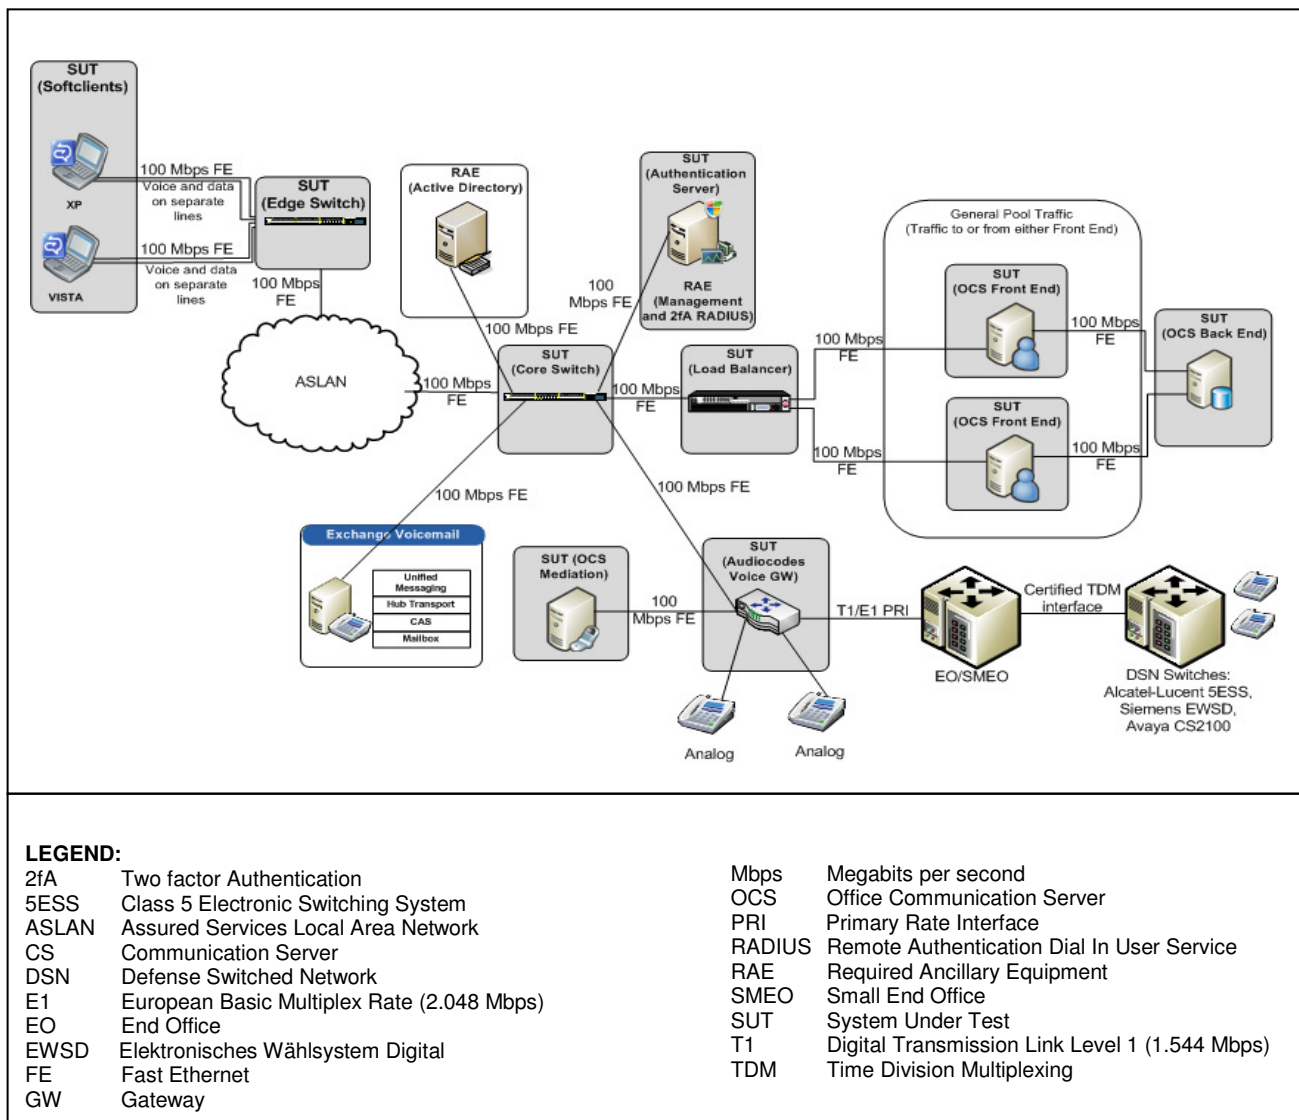 SUT
(Softclients)
XP
VISTA
100 Mbps FE
Voice and data
on separate
lines
100 Mbps FE
Voice and data
on separate
lines
SUT
(Edge Switch)
100 Mbps
FE
ASLAN
RAE
(Active Directory)
100 Mbps FE
SUT
(Authentication
Server)
RAE
(Management
and 2fA RADIUS)
100
Mbps FE
100 Mbps
FE
SUT
(Core Switch)
100 Mbps
FE
SUT
(Load Balancer)
100 Mbps
FE
100 Mbps
FE
General Pool Traffic
(Traffic to or from either Front End)
SUT
(OCS Front End)
100 Mbps
FE
SUT
(OCS Front End)
100 Mbps
FE
SUT
(OCS Back End)
100 Mbps FE
100 Mbps FE
Exchange Voicemail
Unified
Messaging
Hub Transport
CAS
Mailbox
SUT (OCS
Mediation)
100
Mbps FE
SUT
(Audiocodes
Voice GW)
T1/E1 PRI
Analog
Analog
EO/SMEO
Certified TDM
interface
DSN Switches:
Alcatel-Lucent 5ESS,
Siemens EWSD,
Avaya CS2100
LEGEND:
2fA Two factor Authentication
5ESS Class 5 Electronic Switching System
ASLAN Assured Services Local Area Network
CS Communication Server
DSN Defense Switched Network
E1 European Basic Multiplex Rate (2.048 Mbps)
EO End Office
EWSD Elektronisches Wählsystem Digital
FE Fast Ethernet
GW Gateway
Mbps Megabits per second
OCS Office Communication Server
PRI Primary Rate Interface
RADIUS Remote Authentication Dial In User Service
RAE Required Ancillary Equipment
SMEO Small End Office
SUT System Under Test
T1 Digital Transmission Link Level 1 (1.544 Mbps)
TDM Time Division Multiplexing